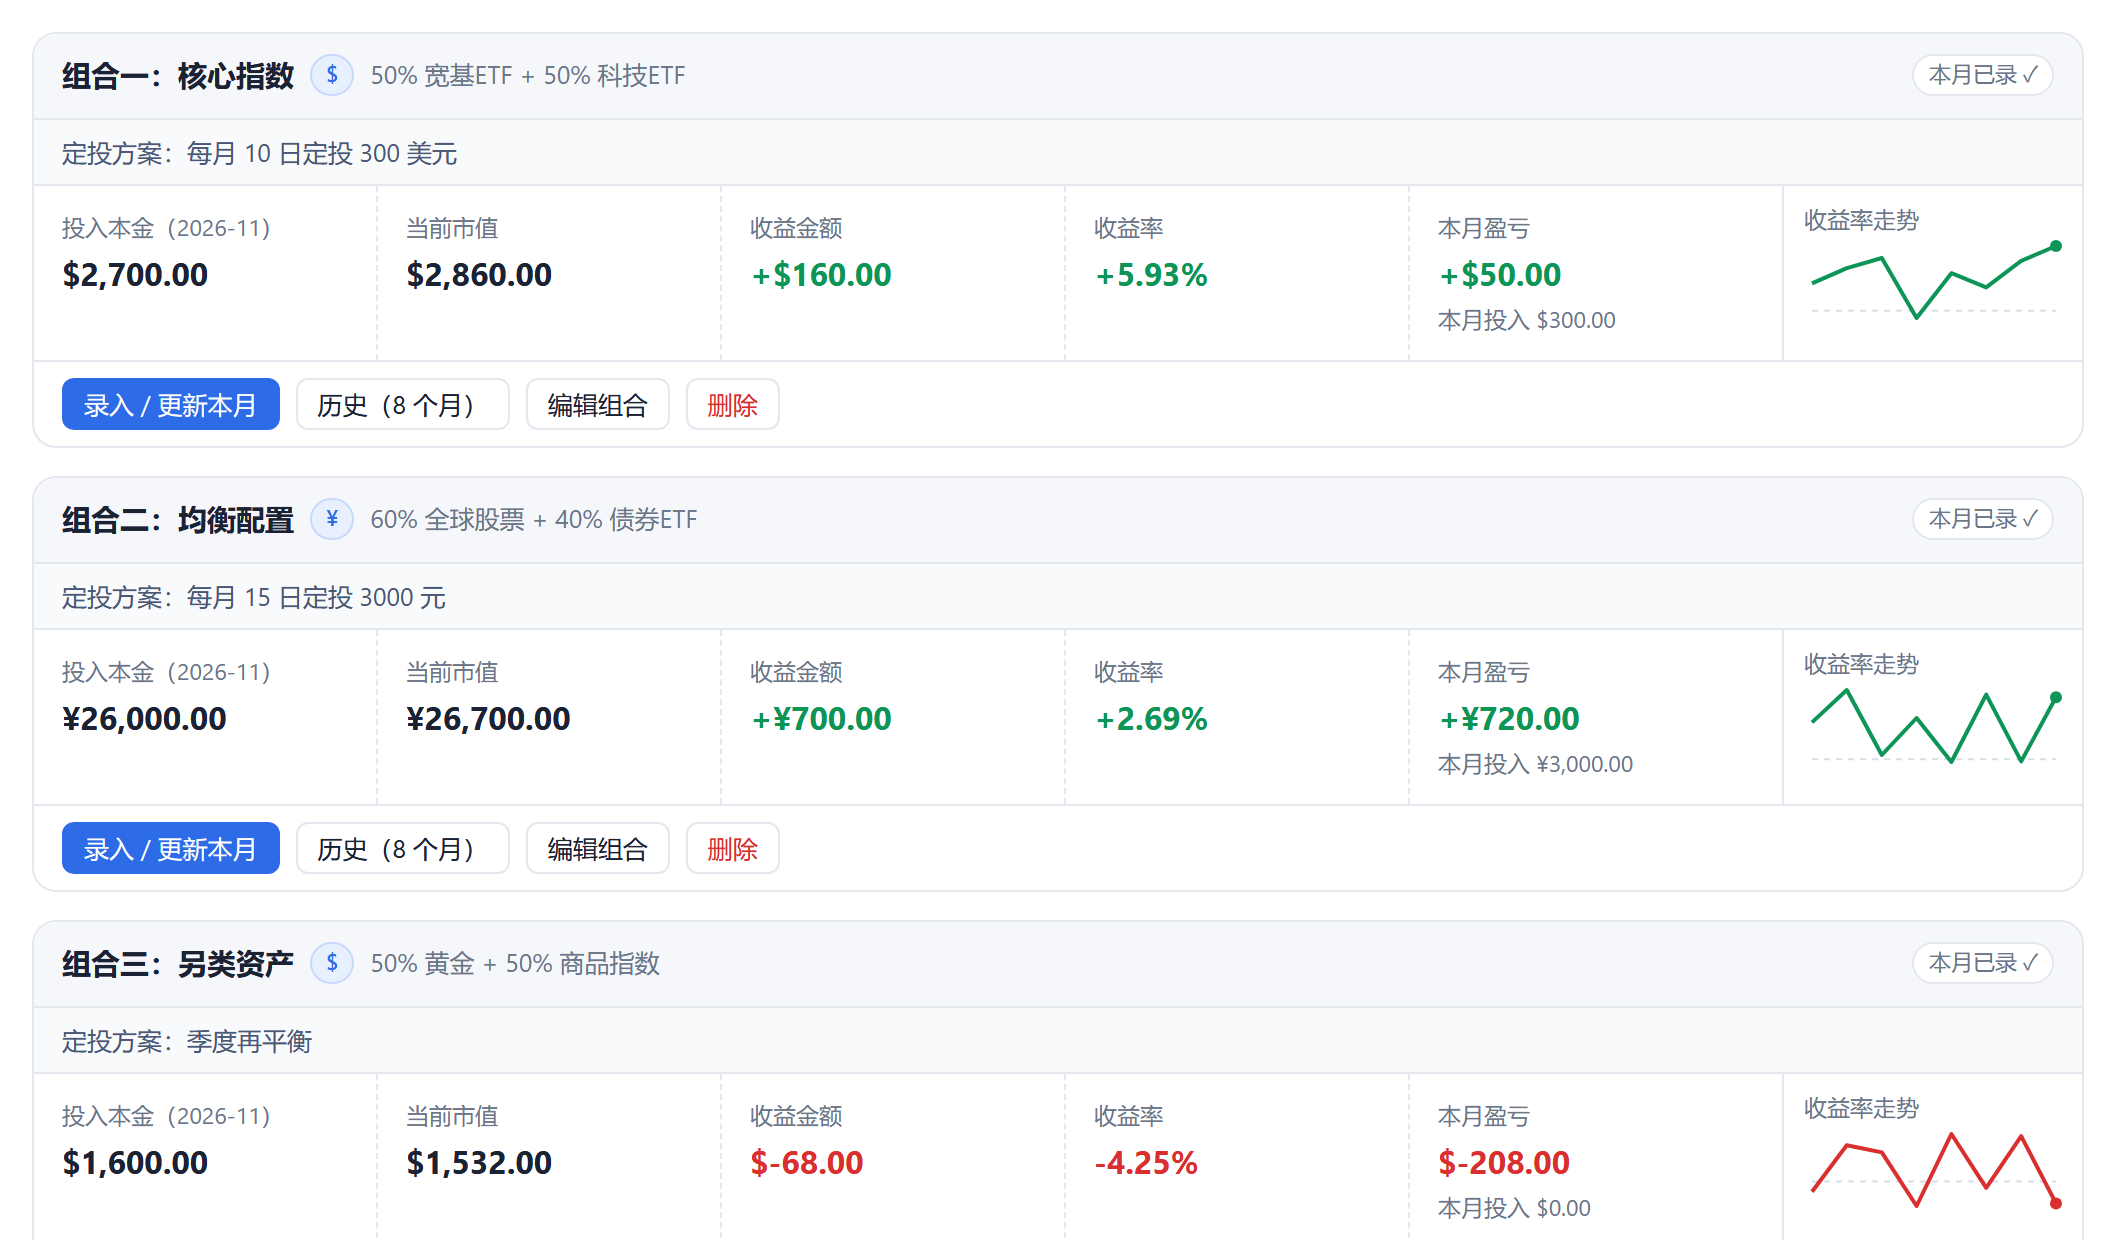 组合一：核心指数 $ 50% 宽基ETF + 50% 科技ETF 本月已录 ✓
定投方案：每月 10 日定投 300 美元
投入本金（2026-11） 当前市值 收益金额 收益率 本月盈亏 收益率走势
$2,700.00 $2,860.00 +$160.00 +5.93% +$50.00
本月投入 $300.00
录入 / 更新本月 历史（8 个月） 编辑组合 删除
组合二：均衡配置 ¥ 60% 全球股票 + 40% 债券ETF 本月已录 ✓
定投方案：每月 15 日定投 3000 元
投入本金（2026-11） 当前市值 收益金额 收益率 本月盈亏 收益率走势
¥26,000.00 ¥26,700.00 +¥700.00 +2.69% +¥720.00
本月投入 ¥3,000.00
录入 / 更新本月 历史（8 个月） 编辑组合 删除
组合三：另类资产 $ 50% 黄金 + 50% 商品指数 本月已录 ✓
定投方案：季度再平衡
投入本金（2026-11） 当前市值 收益金额 收益率 本月盈亏 收益率走势
$1,600.00 $1,532.00 $-68.00 -4.25% $-208.00
本月投入 $0.00